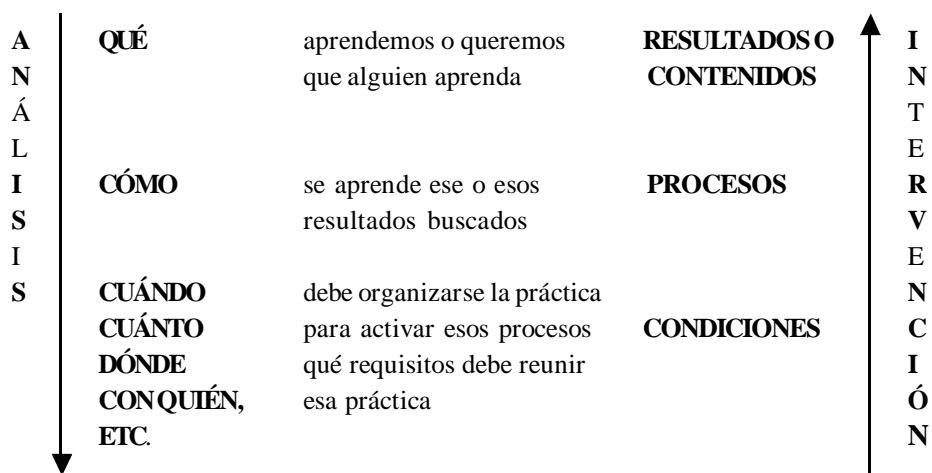 A QUÉ aprendemos o queremos RESULTADOS O I
N que alguien aprenda CONTENIDOS N
Á T
L E
I CÓMO se aprende ese o esos PROCESOS R
S resultados buscados V
I E
S CUÁNDO debe organizarse la práctica N
CUÁNTO para activar esos procesos CONDICIONES C
DÓNDE qué requisitos debe reunir I
CON QUIÉN, esa práctica Ó
ETC. N